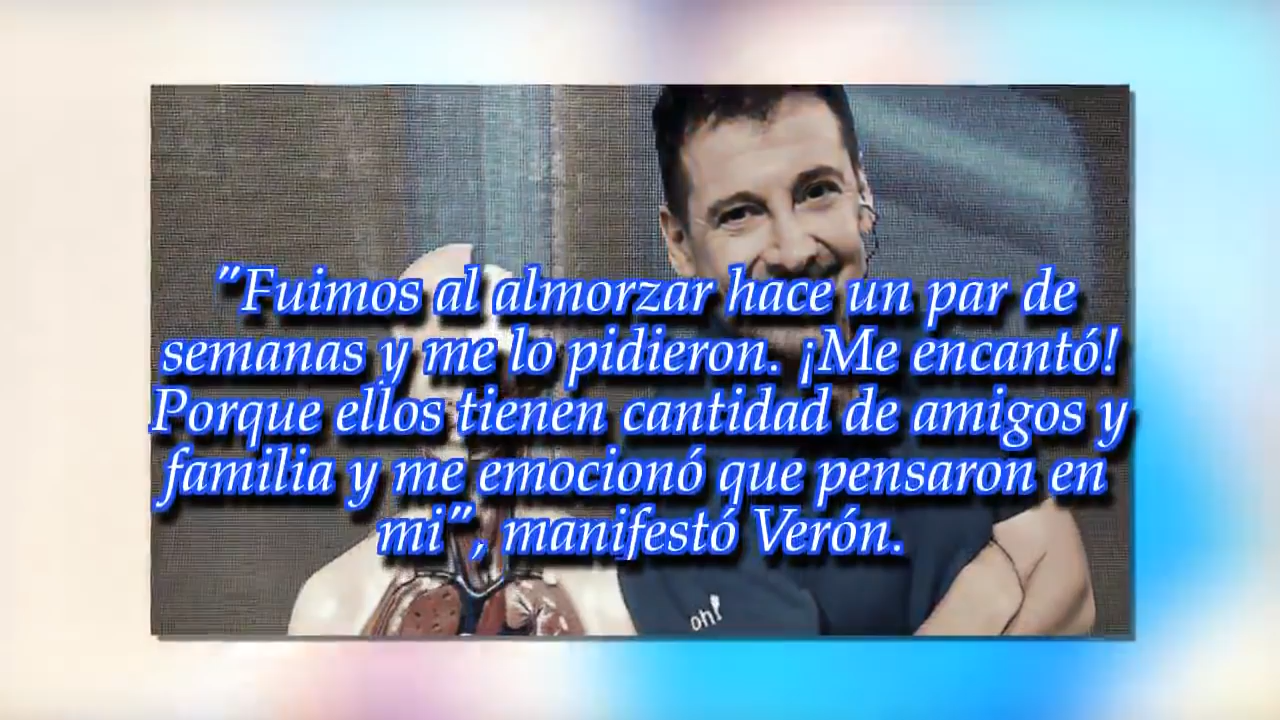 "Fuimos al almorzar hace un par de
semanas y me lo pidieron. ¡Me encantó!
Porque ellos tienen cantidad de amigos y
familia y me emocionó que pensaron en
mi", manifestó Verón.
oh!